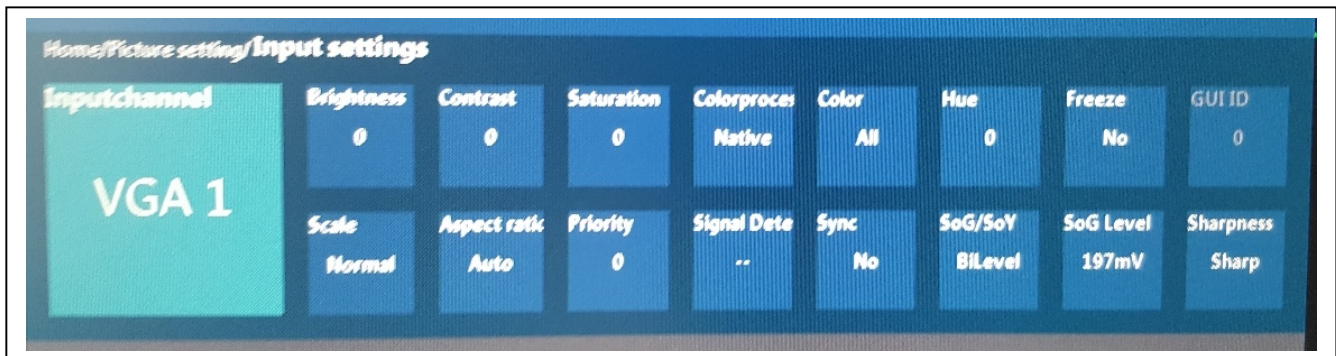 Home/Picture setting/Input settings
Inputchannel
VGA 1
Brightness
0
Contrast
0
Saturation
0
Colorproces
Native
Color
All
Hue
0
Freeze
No
GUI ID
0
Scale
Normal
Aspect ratic
Auto
Priority
0
Signal Dete
--
Sync
No
SoG/SoY
BiLevel
SoG Level
197mV
Sharpness
Sharp